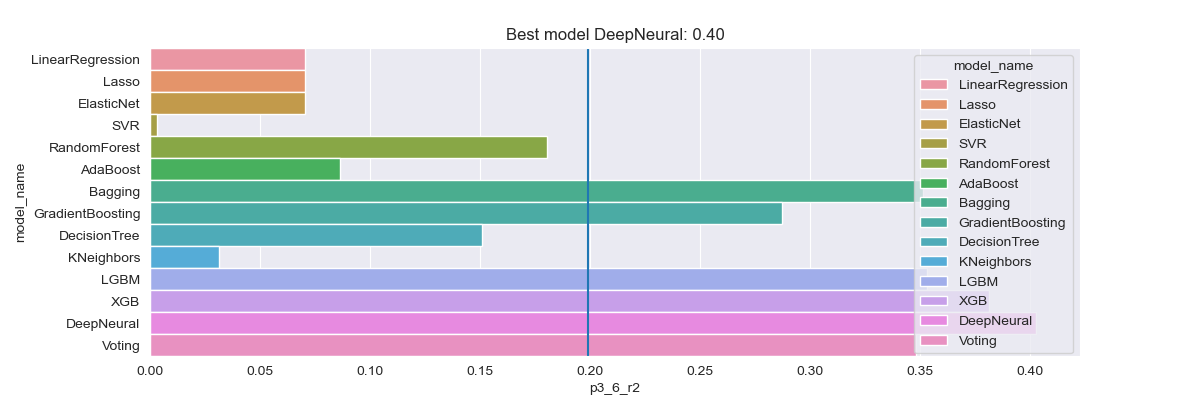 Best model DeepNeural: 0.40
model_name
LinearRegression
Lasso
ElasticNet
SVR
RandomForest
AdaBoost
Bagging
GradientBoosting
DecisionTree
KNeighbors
LGBM
XGB
DeepNeural
Voting
model_name
LinearRegression
Lasso
ElasticNet
SVR
RandomForest
AdaBoost
Bagging
GradientBoosting
DecisionTree
KNeighbors
LGBM
XGB
DeepNeural
Voting
0.00 0.05 0.10 0.15 0.20 0.25 0.30 0.35 0.40
p3_6_r2